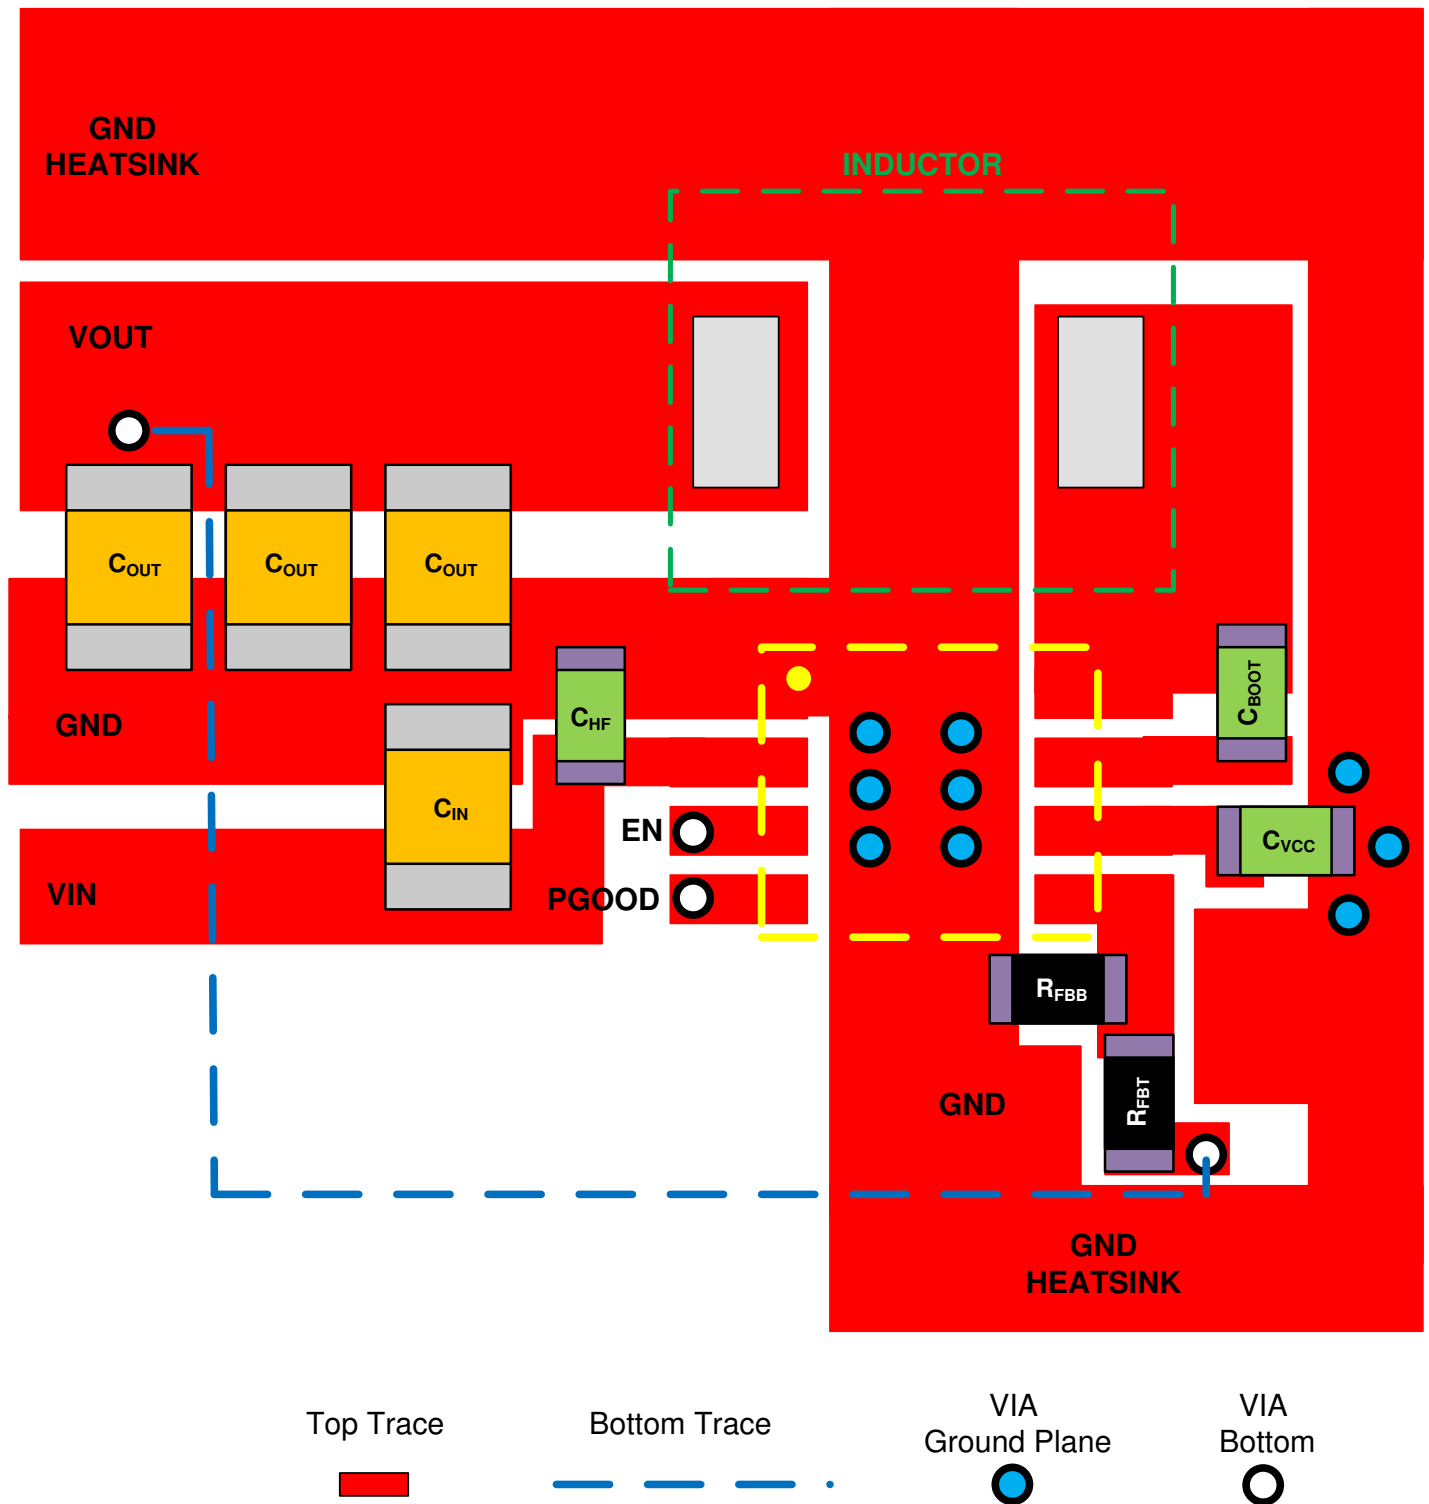 GND
HEATSINK
INDUCTOR
VOUT
COUT
COUT
COUT
GND
CHF
CBOOT
CIN
EN
CVCC
VIN
PGOOD
RFBB
GND
RFBT
GND
HEATSINK
Top Trace
Bottom Trace
VIA
Ground Plane
VIA
Bottom